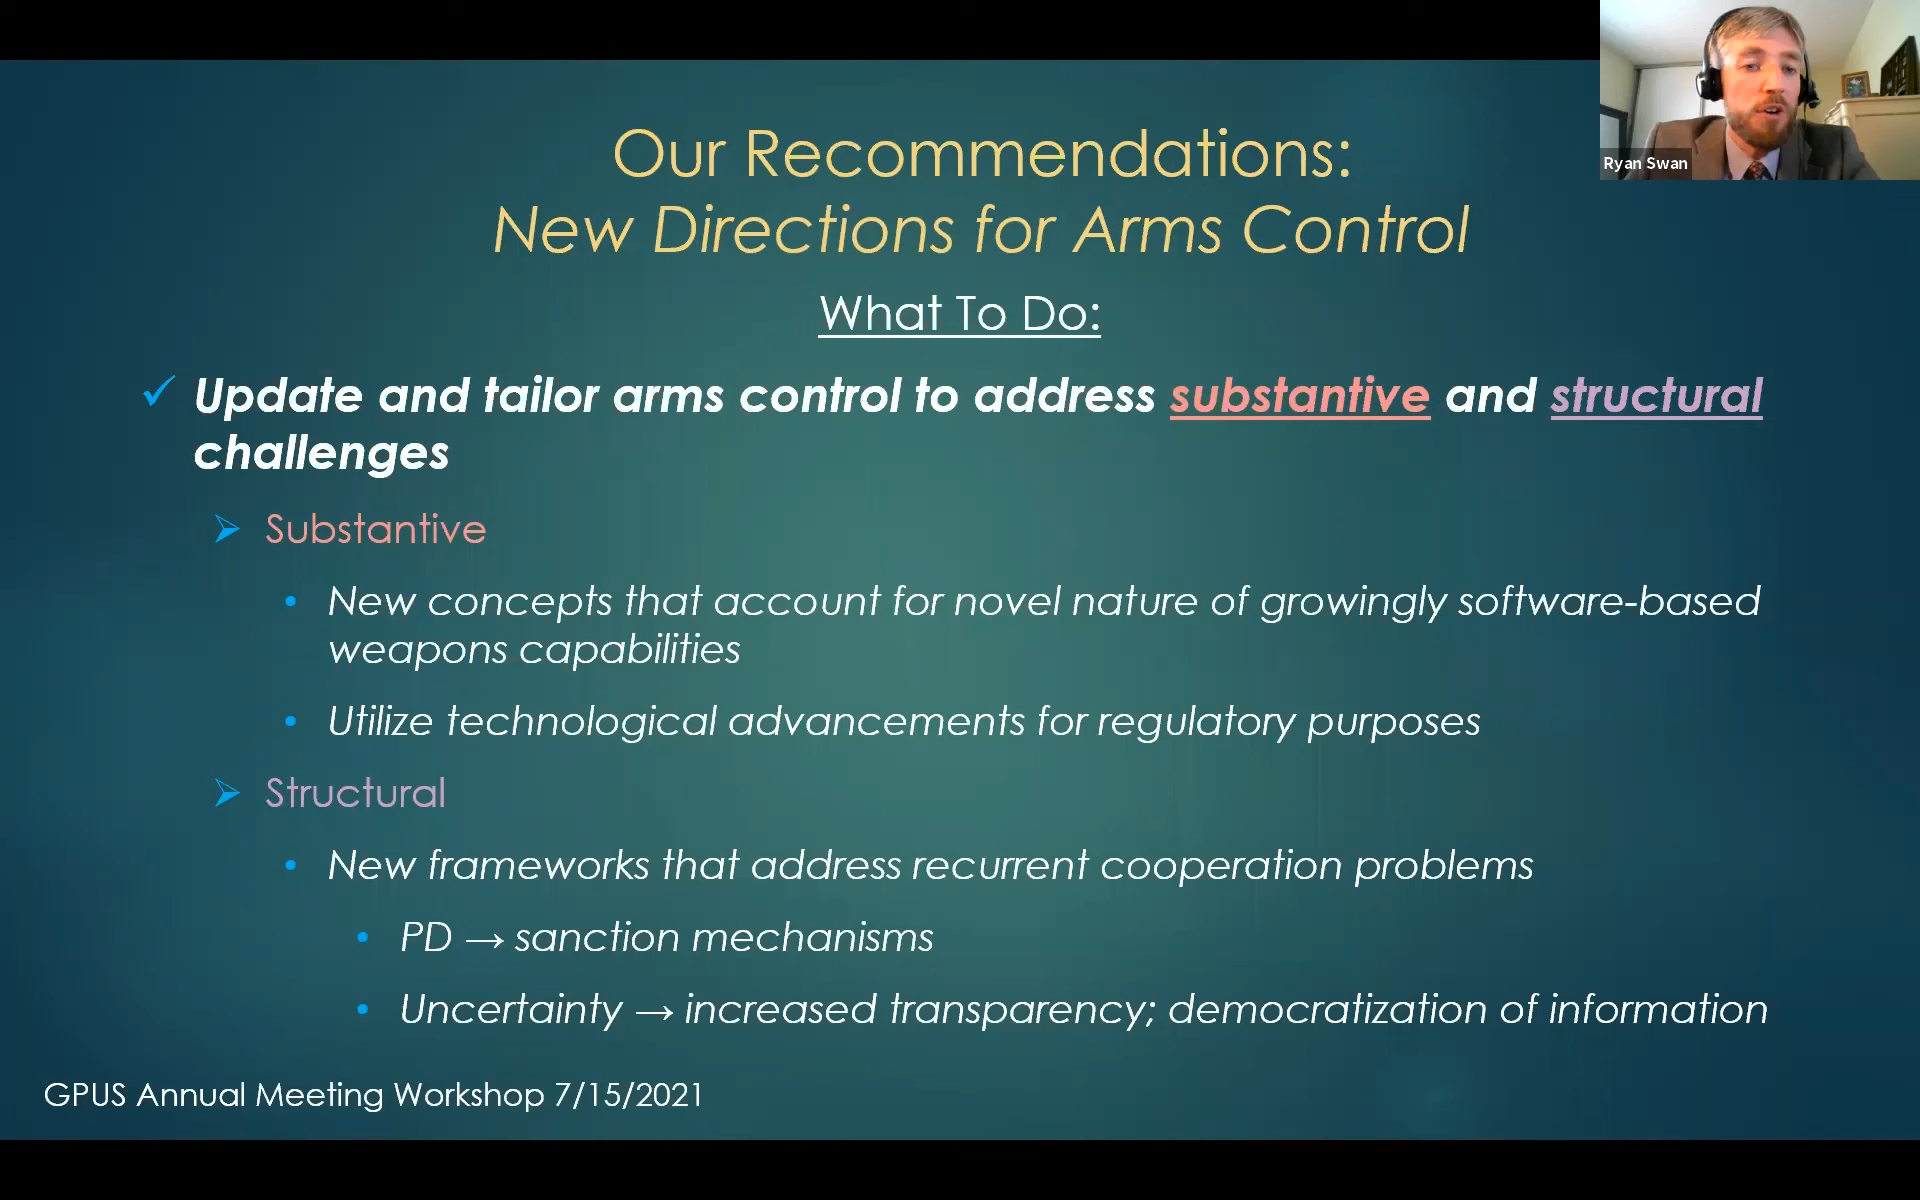 Ryan Swan
Our Recommendations:
New Directions for Arms Control
What To Do:
Update and tailor arms control to address substantive and structural
challenges
Substantive
New concepts that account for novel nature of growingly software-based
weapons capabilities
Utilize technological advancements for regulatory purposes
Structural
New frameworks that address recurrent cooperation problems
PD → sanction mechanisms
Uncertainty → increased transparency; democratization of information
GPUS Annual Meeting Workshop 7/15/2021